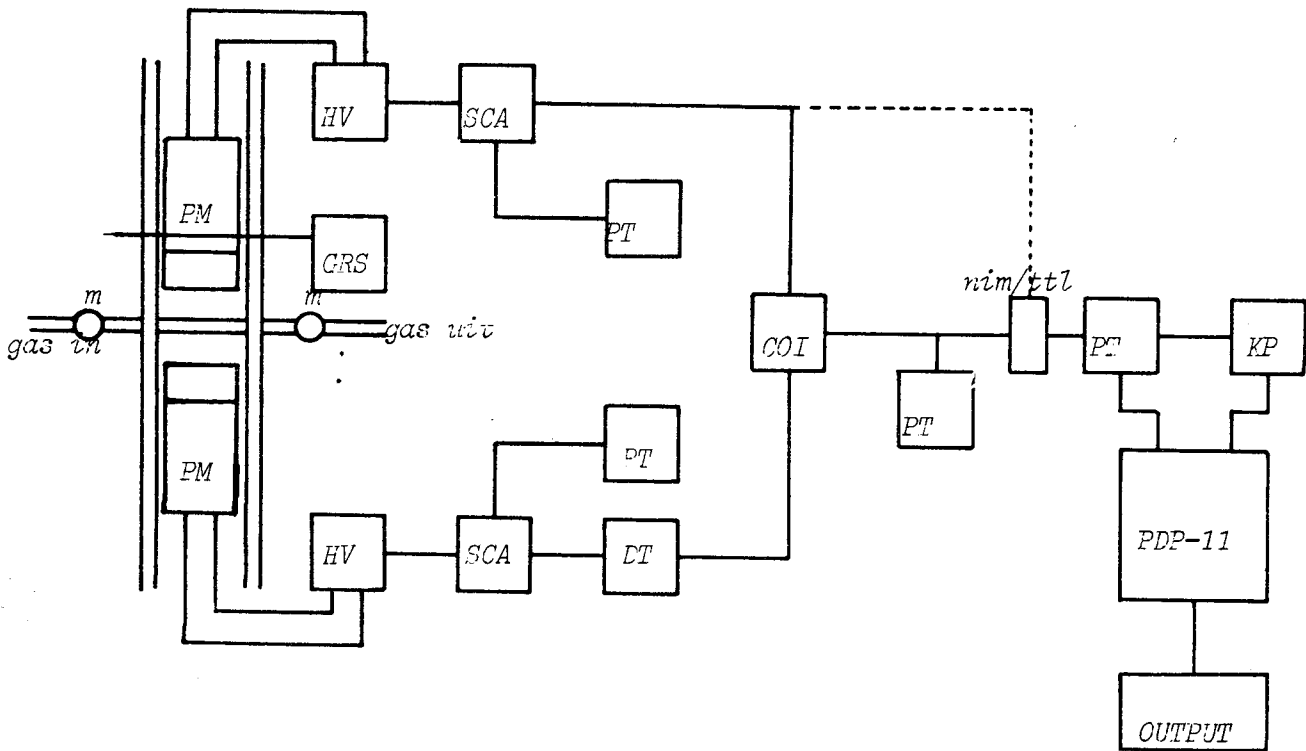 HV
SCA
PM
PT
GRS
nim/ttl
m
m
gas in
gas uit
COI
PT
KP
PT
PT
PM
HV
SCA
DT
PDP-11
OUTPUT